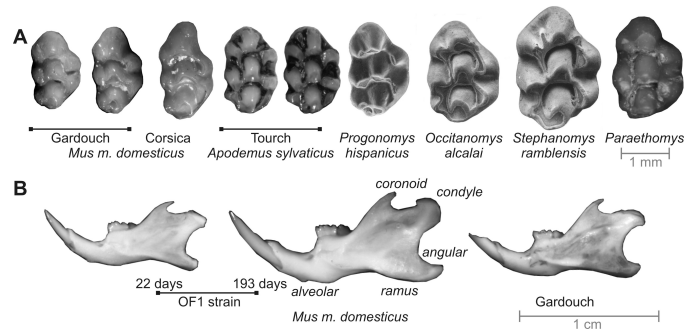 A
Gardouch
Corsica
Tourch
Progonomys
Occitanomys
Stephanomys
Paraethomys
Mus m. domesticus
Apodemus sylvaticus
hispanicus
alcalai
ramblensis
1 mm
B
coronoid
condyle
angular
22 days
193 days
OF1 strain
alveolar
ramus
Gardouch
Mus m. domesticus
1 cm